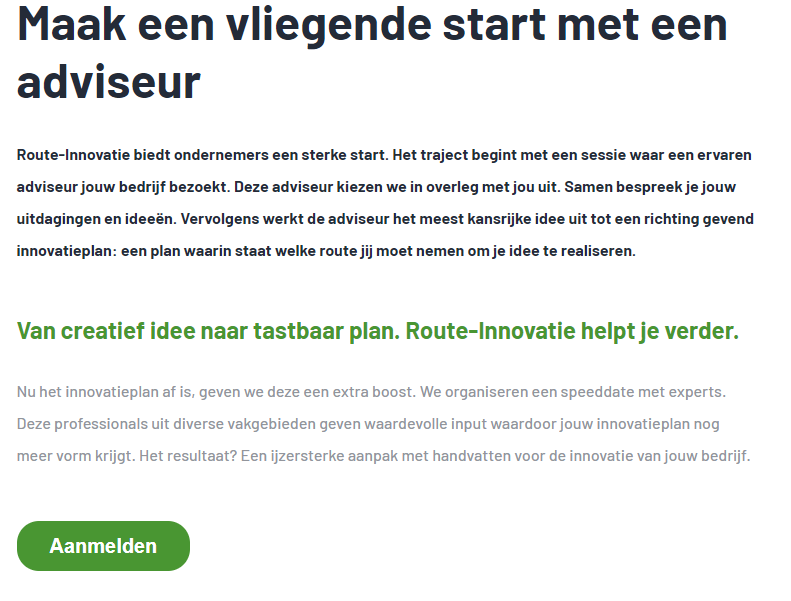 Maak een vliegende start met een
adviseur
Route-Innovatie biedt ondernemers een sterke start. Het traject begint met een sessie waar een ervaren
adviseur jouw bedrijf bezoekt. Deze adviseur kiezen we in overleg met jou uit. Samen bespreek je jouw
uitdagingen en ideeën. Vervolgens werkt de adviseur het meest kansrijke idee uit tot een richting gevend
innovatieplan: een plan waarin staat welke route jij moet nemen om je idee te realiseren.
Van creatief idee naar tastbaar plan. Route-Innovatie helpt je verder.
Nu het innovatieplan af is, geven we deze een extra boost. We organiseren een speeddate met experts.
Deze professionals uit diverse vakgebieden geven waardevolle input waardoor jouw innovatieplan nog
meer vorm krijgt. Het resultaat? Een ijzersterke aanpak met handvatten voor de innovatie van jouw bedrijf.
Aanmelden